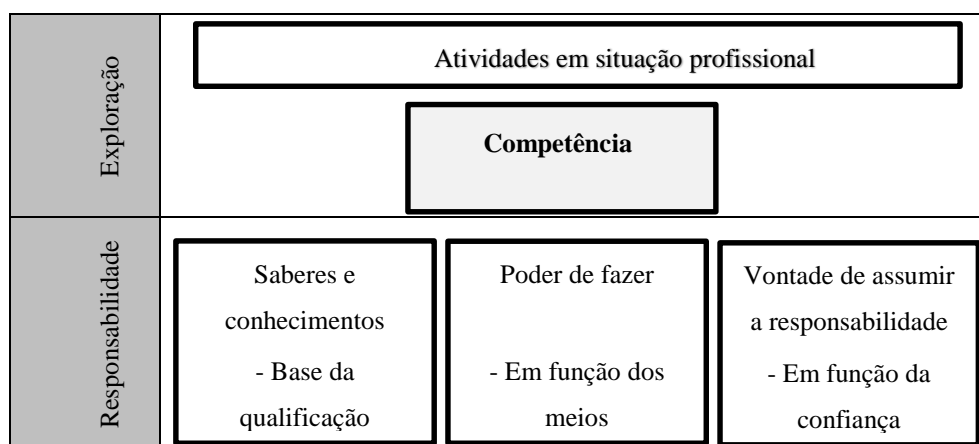 Exploração
Atividades em situação profissional
Competência
Responsabilidade
Saberes e
conhecimentos
- Base da
qualificação
Poder de fazer
- Em função dos
meios
Vontade de assumir
a responsabilidade
- Em função da
confiança